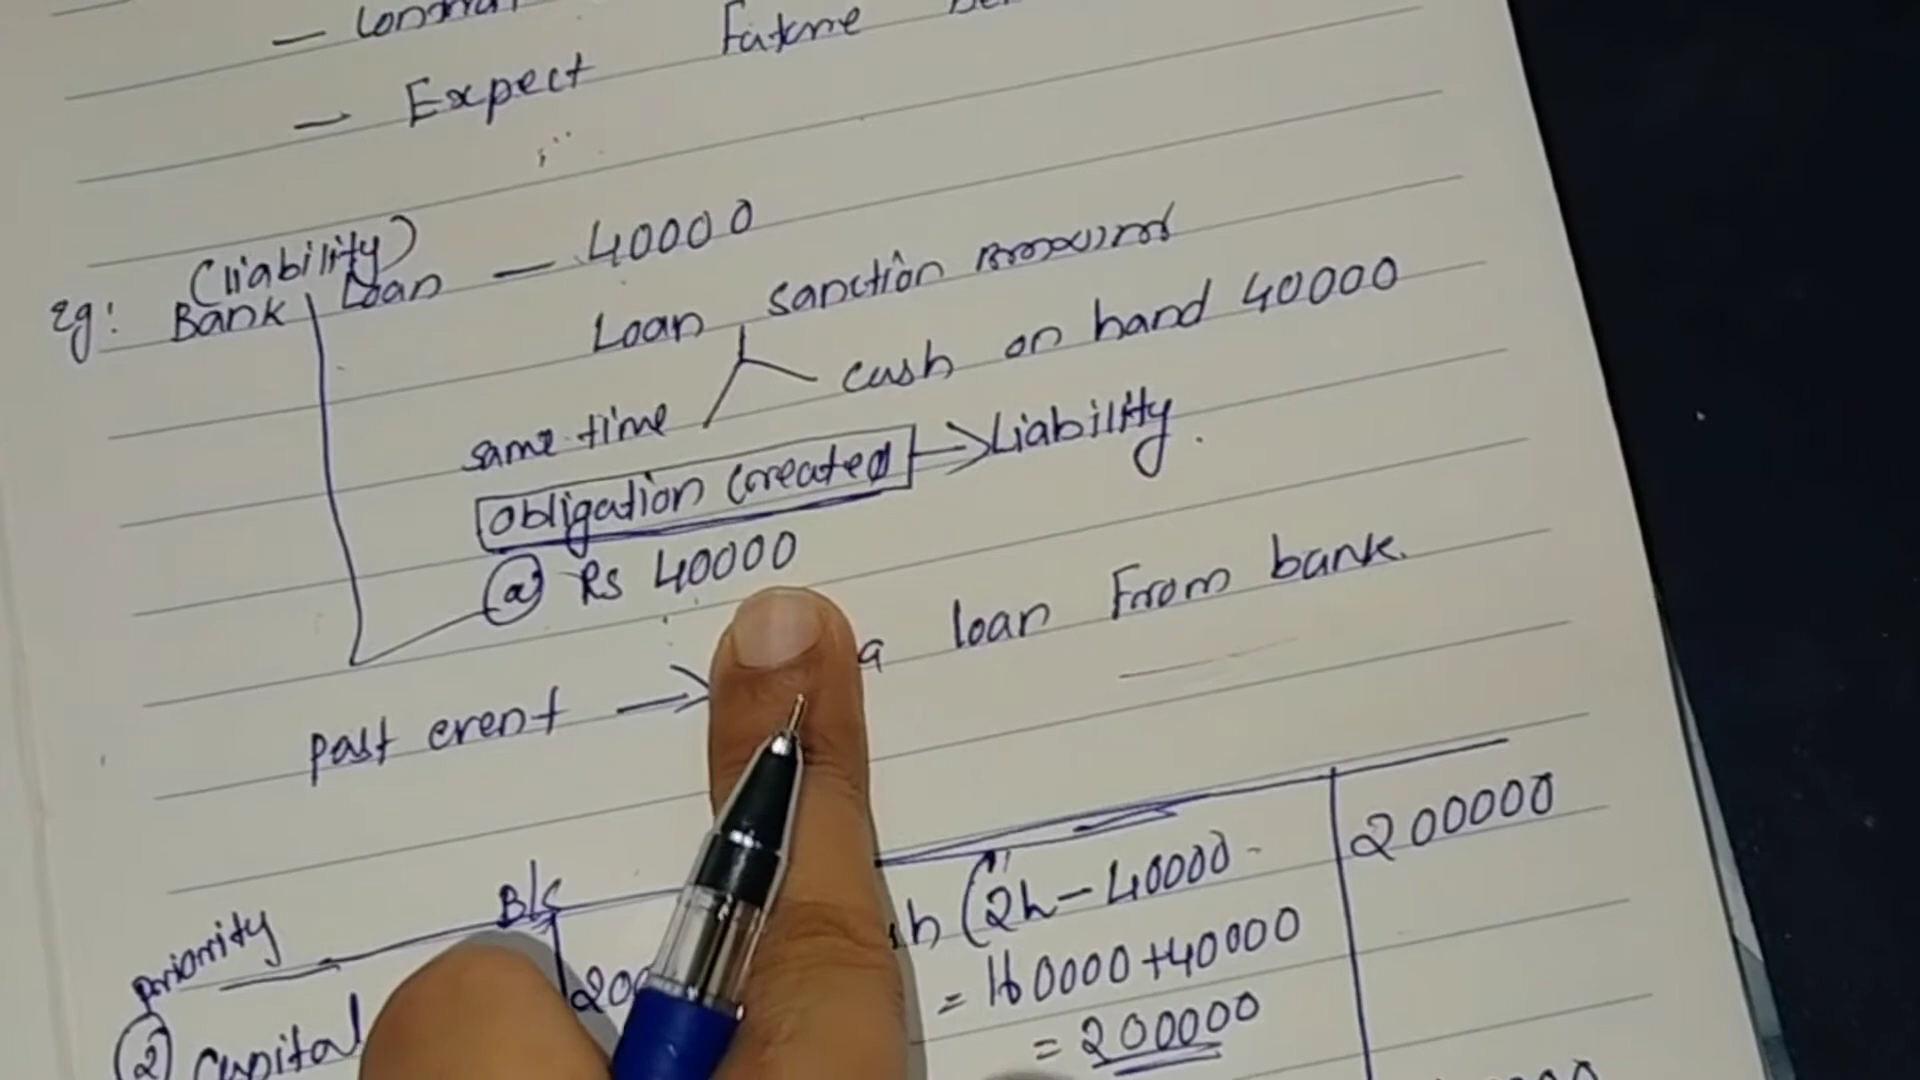 — Expect Future
(liability)
eg: Bank Loan — 40000
Loan sanction
cash on hand 40000
same time
Obligation created → Liability.
(a) Rs 40000
past event → a loan From bank.
B/S
200000
priority
(2L - 40000
= 160000+40000
= 200000
(2) Capital